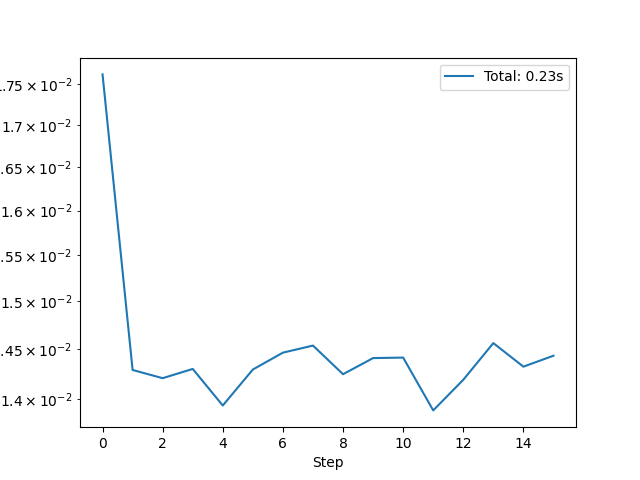 Total: 0.23s
.75 × 10⁻²
1.7 × 10⁻²
.65 × 10⁻²
1.6 × 10⁻²
.55 × 10⁻²
1.5 × 10⁻²
.45 × 10⁻²
1.4 × 10⁻²
0 2 4 6 8 10 12 14
Step